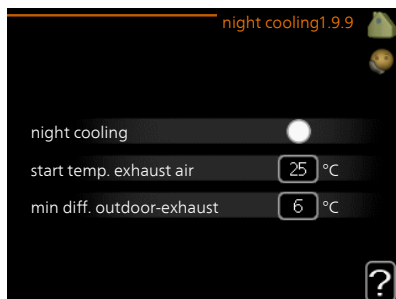 night cooling1.9.9
night cooling
start temp. exhaust air 25 °C
min diff. outdoor-exhaust 6 °C
?